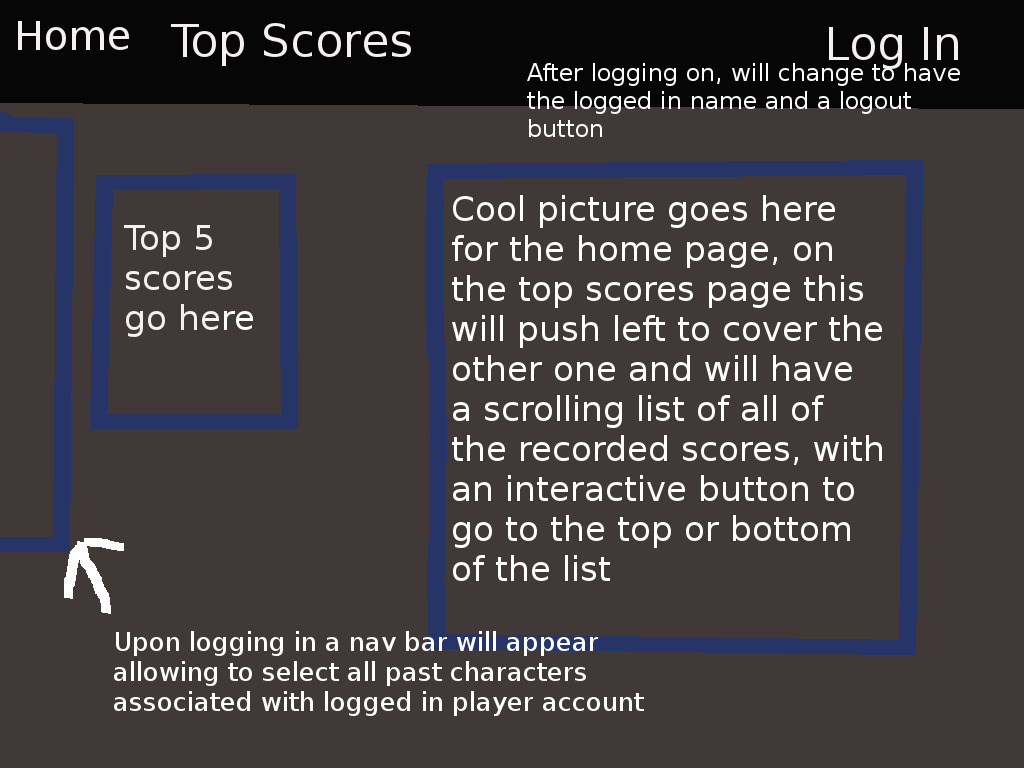 Home
Top Scores
Log In
After logging on, will change to have
the logged in name and a logout
button
Top 5
scores
go here
Cool picture goes here
for the home page, on
the top scores page this
will push left to cover the
other one and will have
a scrolling list of all of
the recorded scores, with
an interactive button to
go to the top or bottom
of the list
Upon logging in a nav bar will appear
allowing to select all past characters
associated with logged in player account